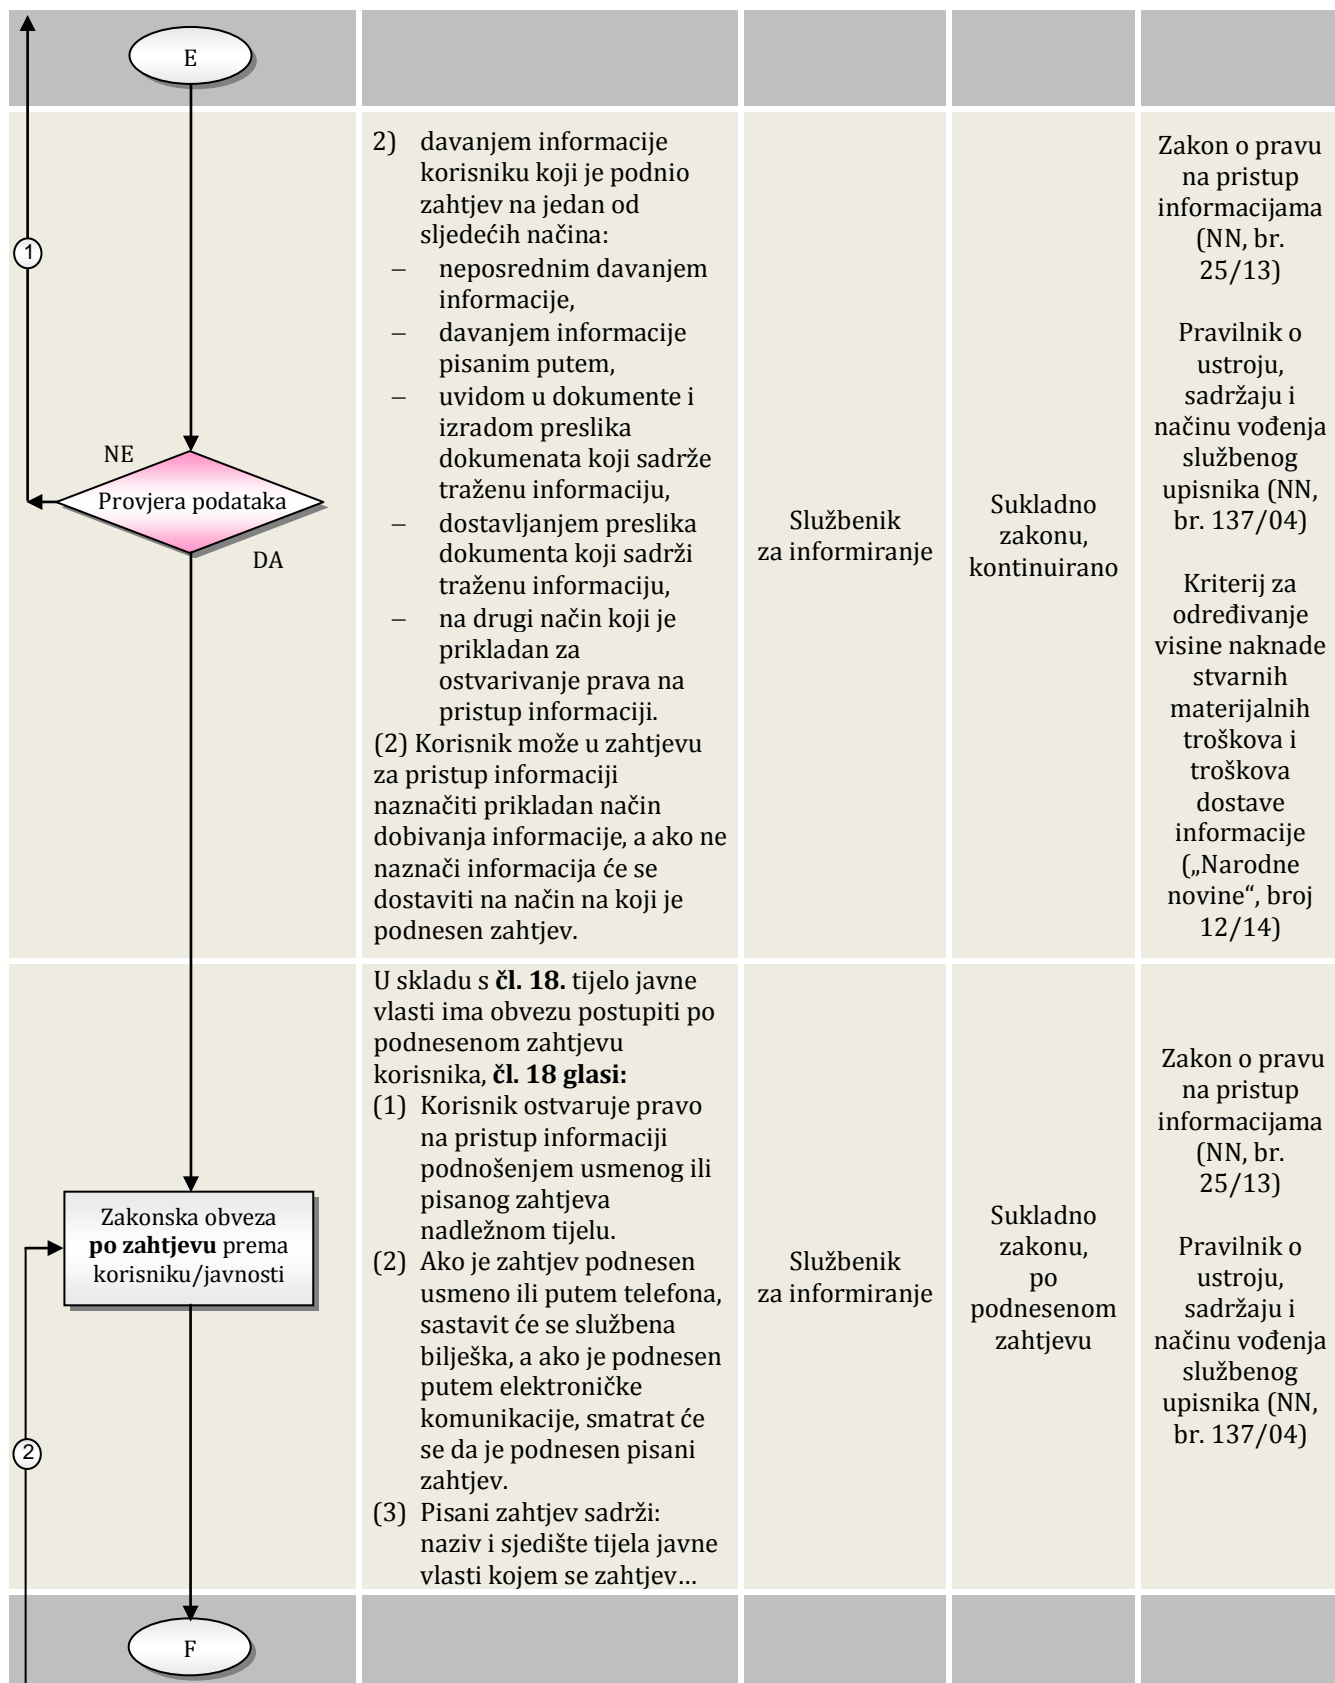 E
1
NE
Provjera podataka
DA
2) davanjem informacije
korisniku koji je podnio
zahtjev na jedan od
sljedećih načina:
– neposrednim davanjem
informacije,
– davanjem informacije
pisanim putem,
– uvidom u dokumente i
izradom preslika
dokumenata koji sadrže
traženu informaciju,
– dostavljanjem preslika
dokumenta koji sadrži
traženu informaciju,
– na drugi način koji je
prikladan za
ostvarivanje prava na
pristup informaciji.
(2) Korisnik može u zahtjevu
za pristup informaciji
naznačiti prikladan način
dobivanja informacije, a ako ne
naznači informacija će se
dostaviti na način na koji je
podnesen zahtjev.
Službenik
za informiranje
Sukladno
zakonu,
kontinuirano
Zakon o pravu
na pristup
informacijama
(NN, br.
25/13)
Pravilnik o
ustroju,
sadržaju i
načinu vođenja
službenog
upisnika (NN,
br. 137/04)
Kriterij za
određivanje
visine naknade
stvarnih
materijalnih
troškova i
troškova
dostave
informacije
(„Narodne
novine“, broj
12/14)
Zakonska obveza
po zahtjevu prema
korisniku/javnosti
2
U skladu s čl. 18. tijelo javne
vlasti ima obvezu postupiti po
podnesenom zahtjevu
korisnika, čl. 18 glasi:
(1) Korisnik ostvaruje pravo
na pristup informaciji
podnošenjem usmenog ili
pisanog zahtjeva
nadležnom tijelu.
(2) Ako je zahtjev podnesen
usmeno ili putem telefona,
sastavit će se službena
bilješka, a ako je podnesen
putem elektroničke
komunikacije, smatrat će
se da je podnesen pisani
zahtjev.
(3) Pisani zahtjev sadrži:
naziv i sjedište tijela javne
vlasti kojem se zahtjev…
Službenik
za informiranje
Sukladno
zakonu,
po
podnesenom
zahtjevu
Zakon o pravu
na pristup
informacijama
(NN, br.
25/13)
Pravilnik o
ustroju,
sadržaju i
načinu vođenja
službenog
upisnika (NN,
br. 137/04)
F